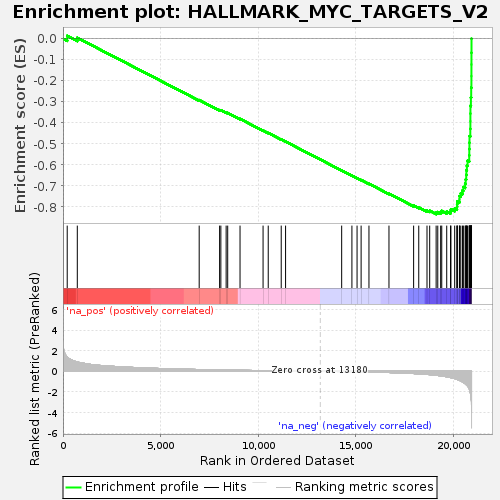 Enrichment plot: HALLMARK_MYC_TARGETS_V2
Enrichment score (ES)
0.0
-0.1
-0.2
-0.3
-0.4
-0.5
-0.6
-0.7
-0.8
Ranked list metric (PreRanked)
6
4
2
0
-2
-4
-6
'na_pos' (positively correlated)
Zero cross at 13180
'na_neg' (negatively correlated)
0
5,000
10,000
15,000
20,000
Rank in Ordered Dataset
Enrichment profile
Hits
Ranking metric scores